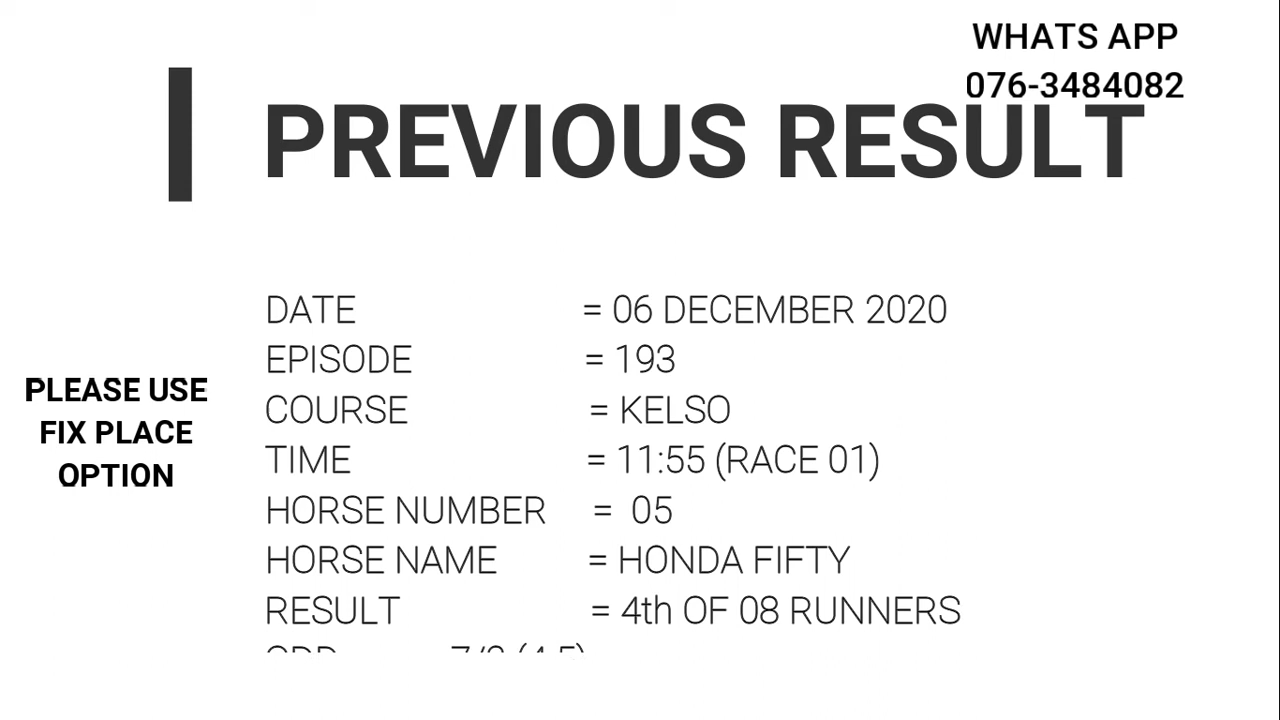 WHATS APP
076-3484082
PREVIOUS RESULT
DATE = 06 DECEMBER 2020
EPISODE = 193
COURSE = KELSO
TIME = 11:55 (RACE 01)
HORSE NUMBER = 05
HORSE NAME = HONDA FIFTY
RESULT = 4th OF 08 RUNNERS
PLEASE USE
FIX PLACE
OPTION